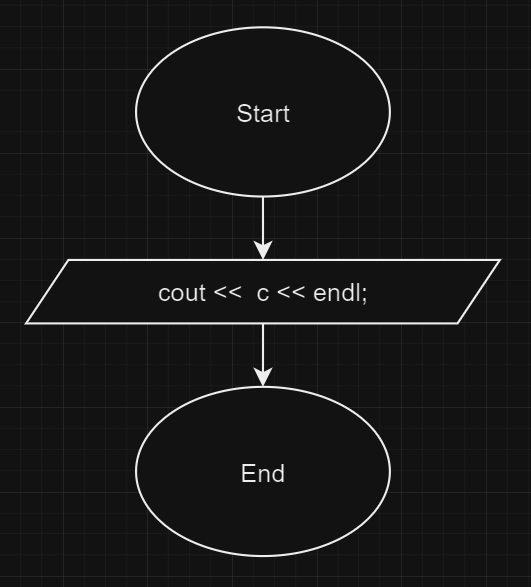 Start
cout <<  c << endl;
End